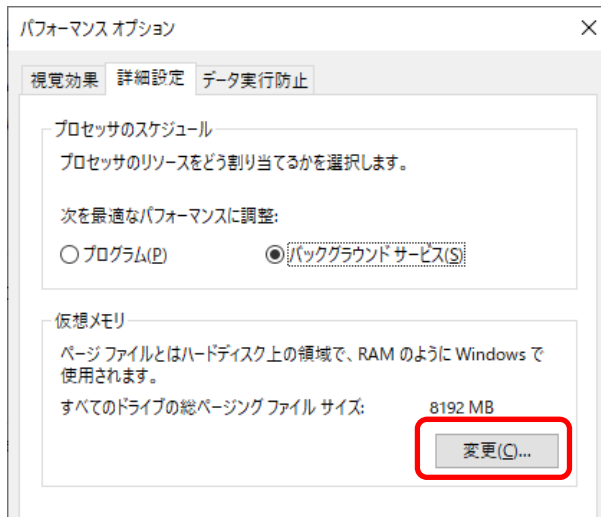 パフォーマンス オプション
視覚効果 詳細設定 データ実行防止
プロセッサのスケジュール
プロセッサのリソースをどう割り当てるかを選択します。
次を最適なパフォーマンスに調整:
プログラム(P) バックグラウンド サービス(S)
仮想メモリ
ページ ファイルとはハードディスク上の領域で、RAM のように Windows で
使用されます。
すべてのドライブの総ページング ファイル サイズ: 8192 MB
変更(C)...